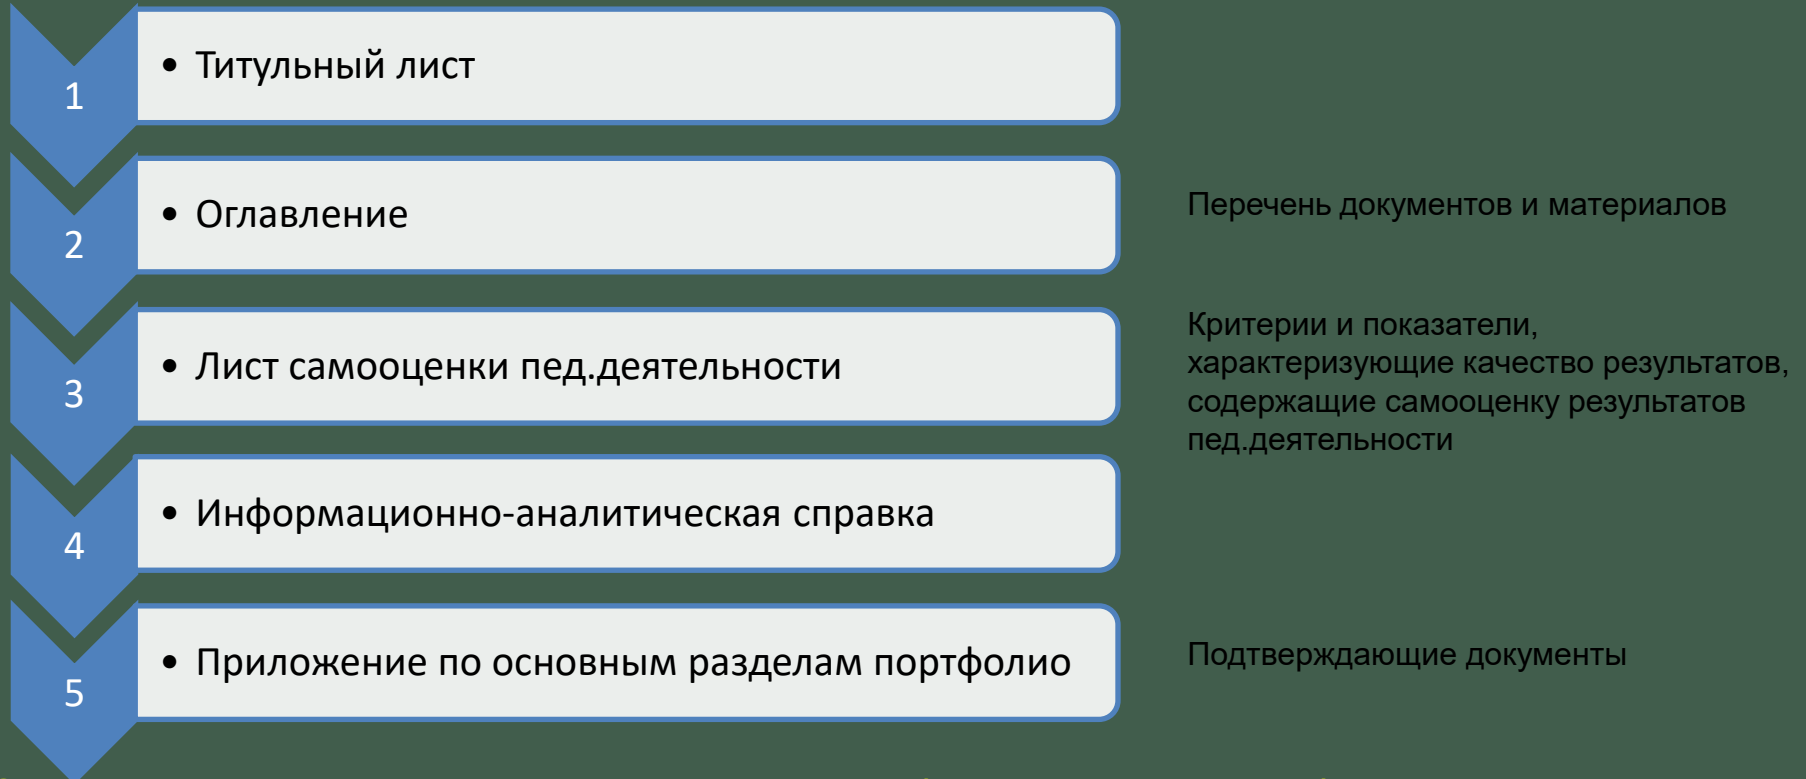 1
• Титульный лист
2
• Оглавление
Перечень документов и материалов
3
• Лист самооценки пед.деятельности
Критерии и показатели,
характеризующие качество результатов,
содержащие самооценку результатов
пед.деятельности
4
• Информационно-аналитическая справка
5
• Приложение по основным разделам портфолио
Подтверждающие документы